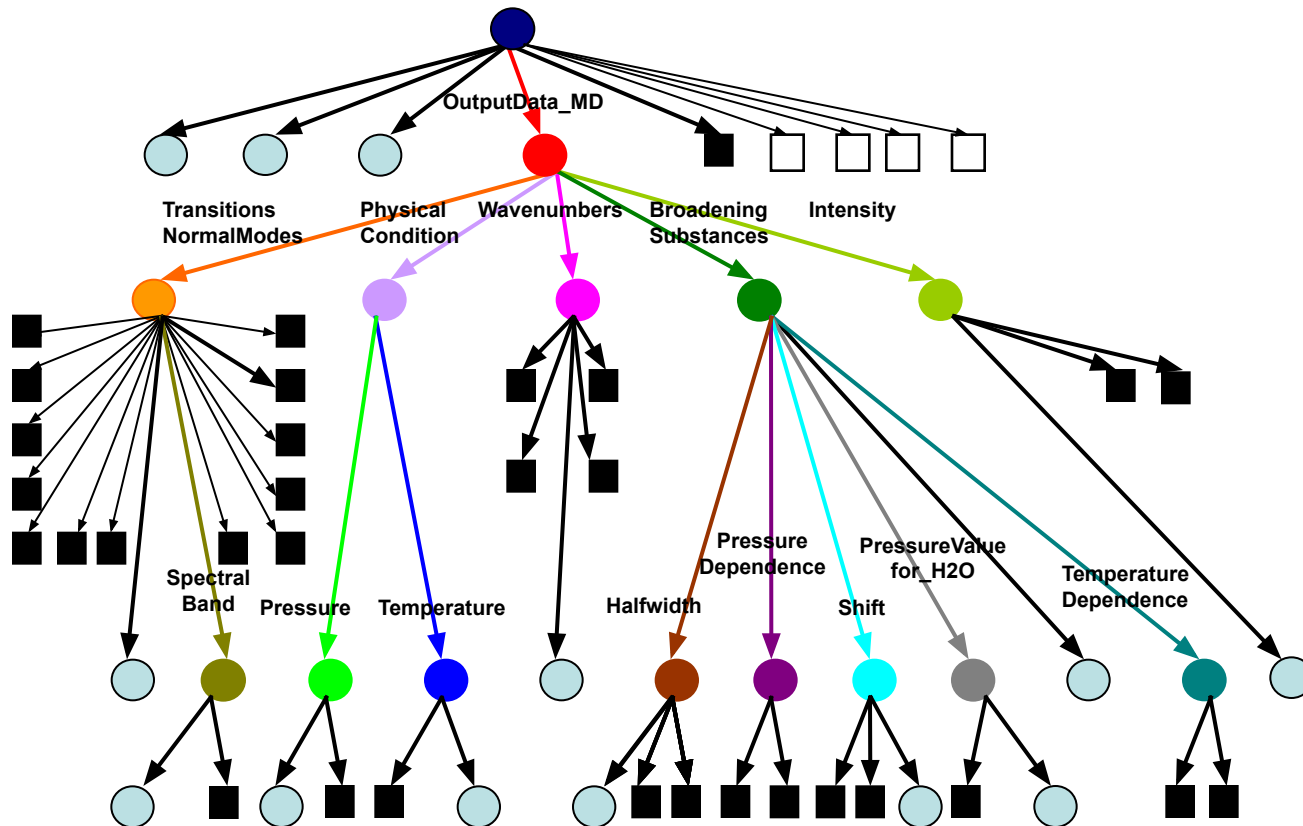 OutputData_MD
Transitions
NormalModes
Physical
Condition
Wavenumbers
Broadening
Substances
Intensity
Spectral
Band
Pressure
Temperature
Halfwidth
Pressure
Dependence
Shift
PressureValue
for_H2O
Temperature
Dependence